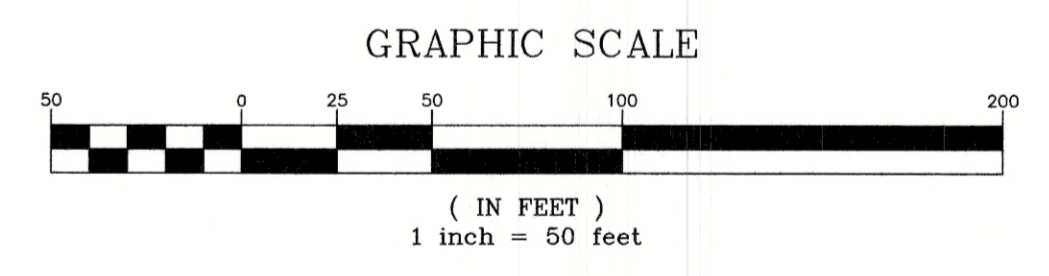 GRAPHIC SCALE
50 0 25 50 100 200
( IN FEET )
1 inch = 50 feet